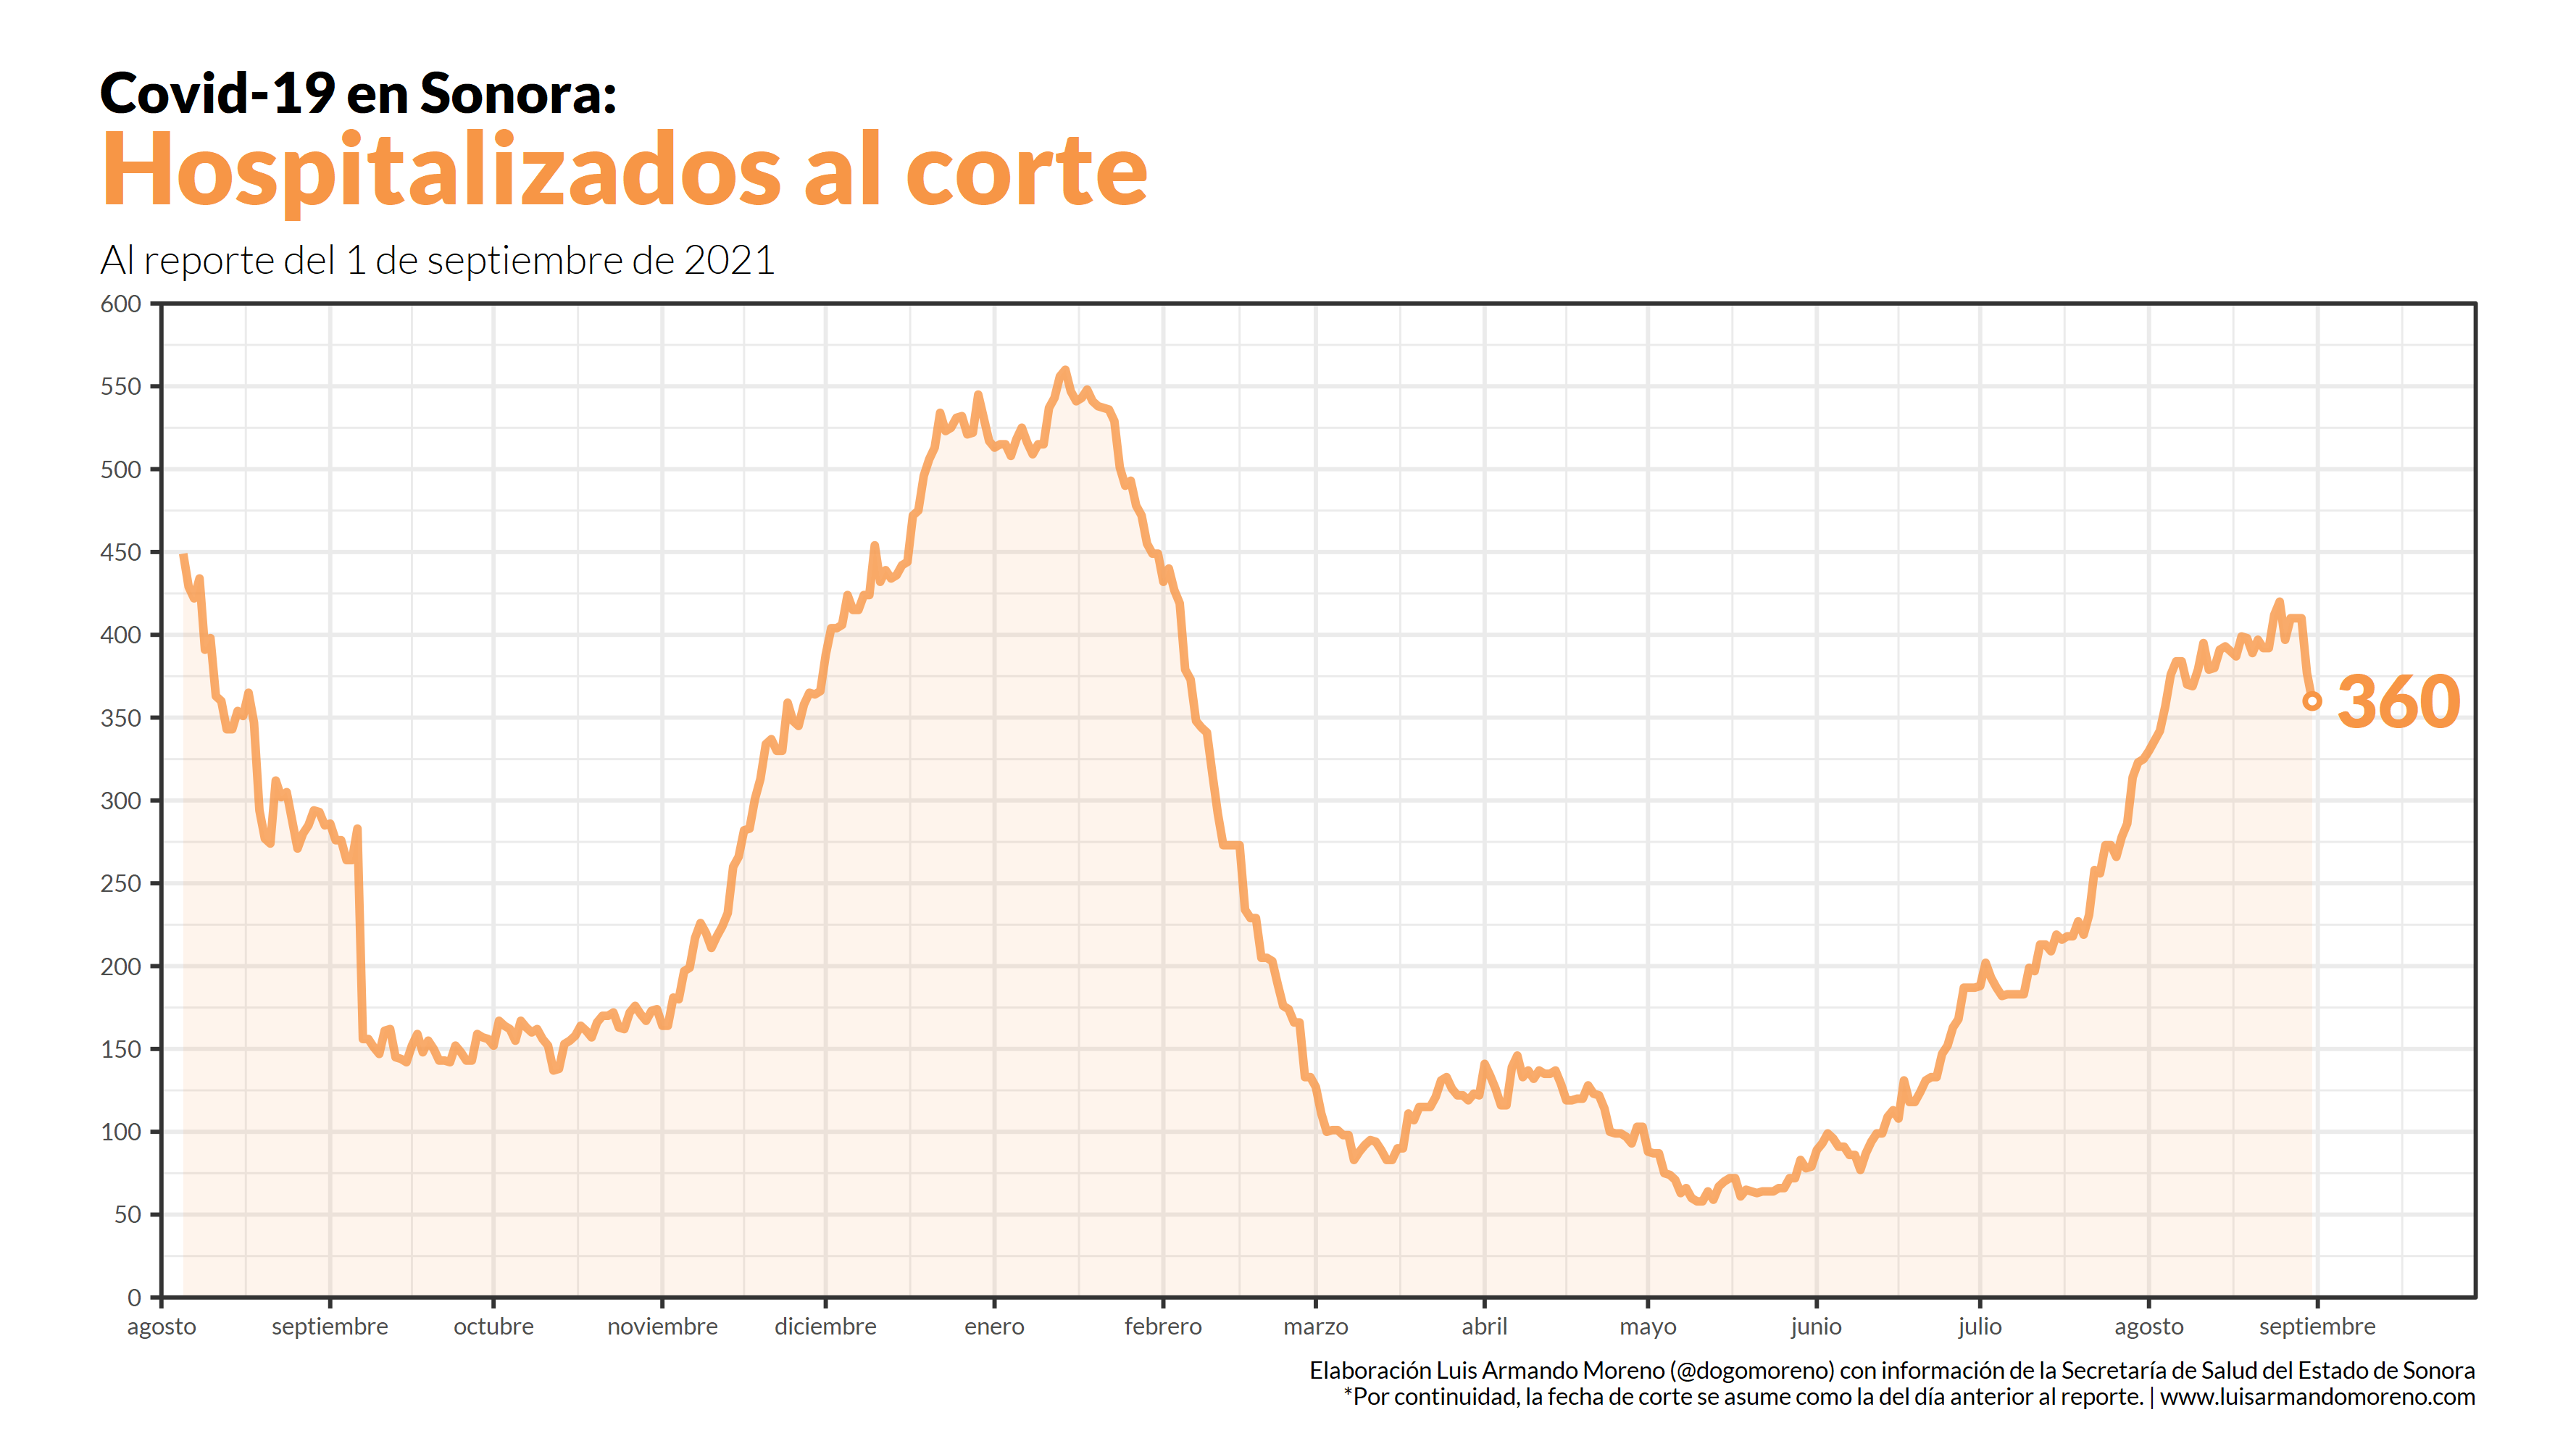 Covid-19 en Sonora:
Hospitalizados al corte
Al reporte del 1 de septiembre de 2021
600
550
500
450
400
350
300
250
200
150
100
50
0
360
agosto septiembre octubre noviembre diciembre enero febrero marzo abril mayo junio julio agosto septiembre
Elaboración Luis Armando Moreno (@dogomoreno) con información de la Secretaría de Salud del Estado de Sonora
*Por continuidad, la fecha de corte se asume como la del día anterior al reporte. | www.luisarmandomoreno.com